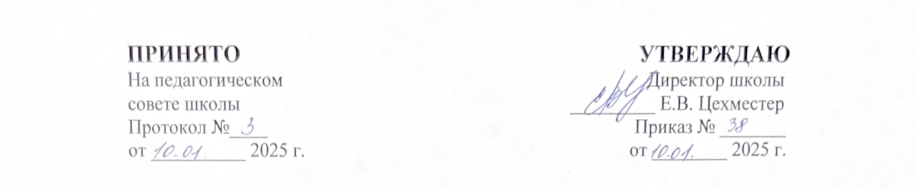 ПРИНЯТО
На педагогическом
совете школы
Протокол № 3
от 10.01. 2025 г.
УТВЕРЖДАЮ
Директор школы
Е.В. Цехместер
Приказ № 38
от 10.01. 2025 г.